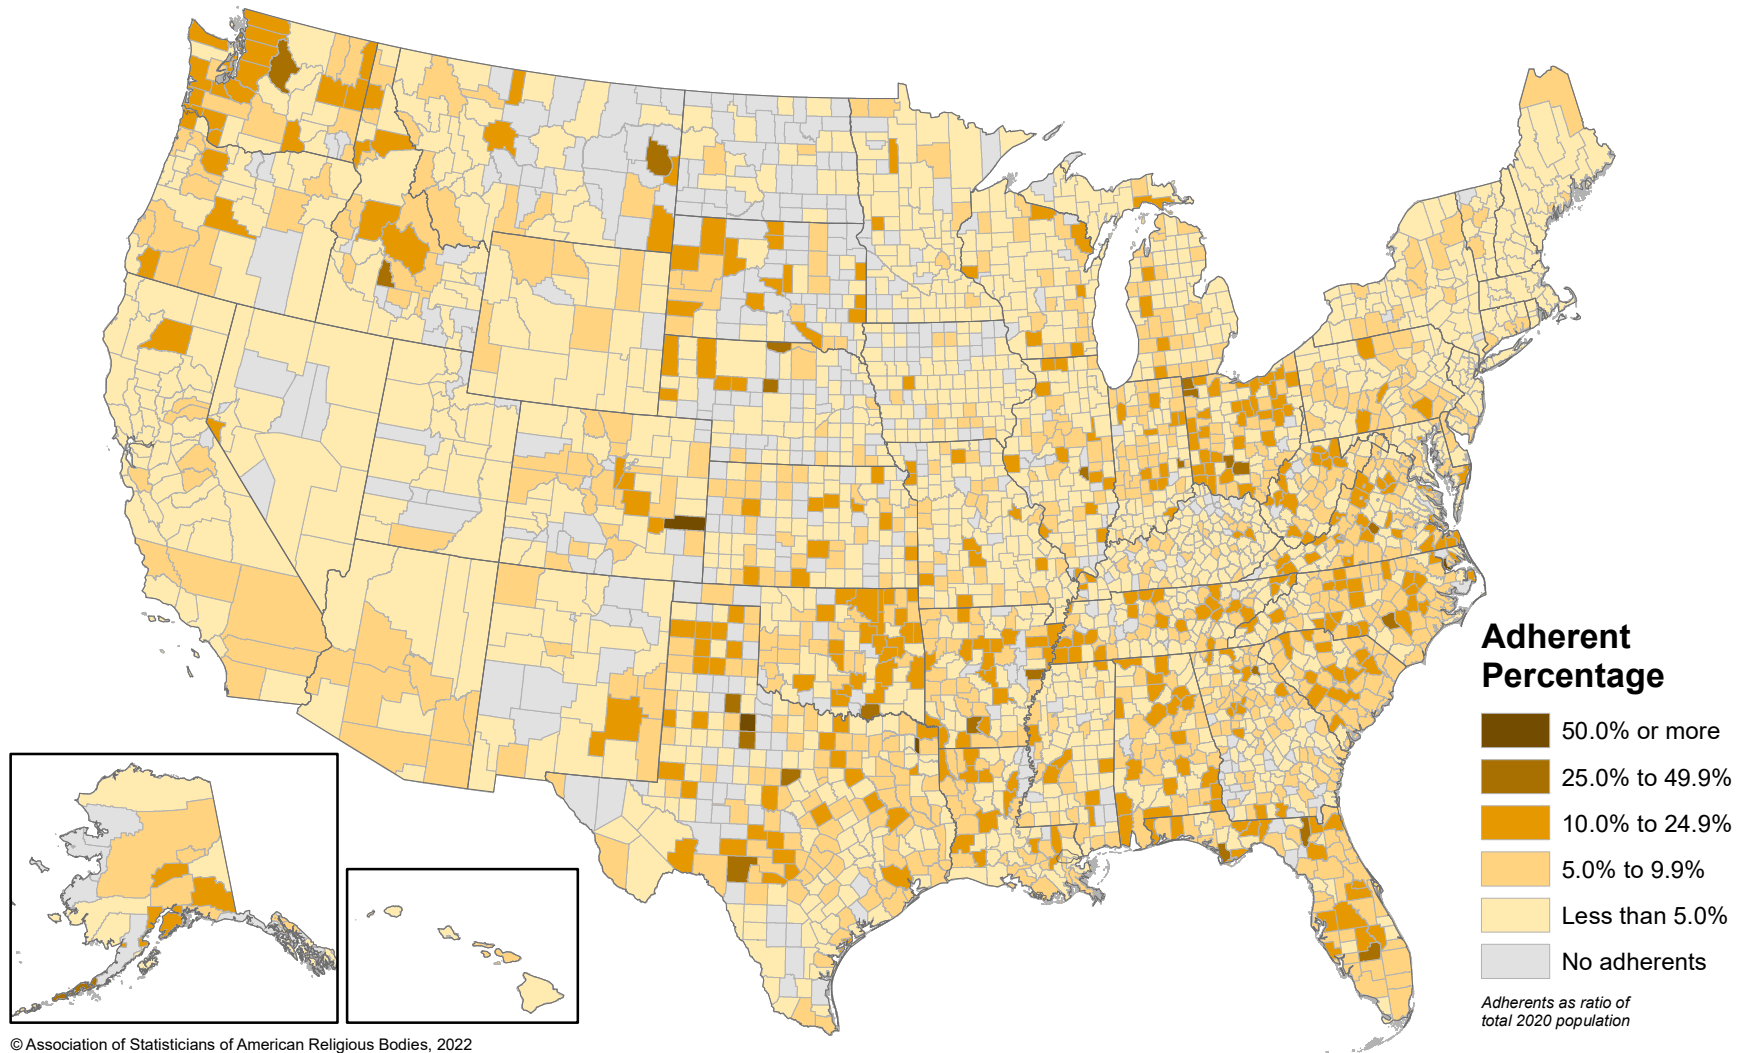 Adherent
Percentage
50.0% or more
25.0% to 49.9%
10.0% to 24.9%
5.0% to 9.9%
Less than 5.0%
No adherents
Adherents as ratio of
total 2020 population
© Association of Statisticians of American Religious Bodies, 2022